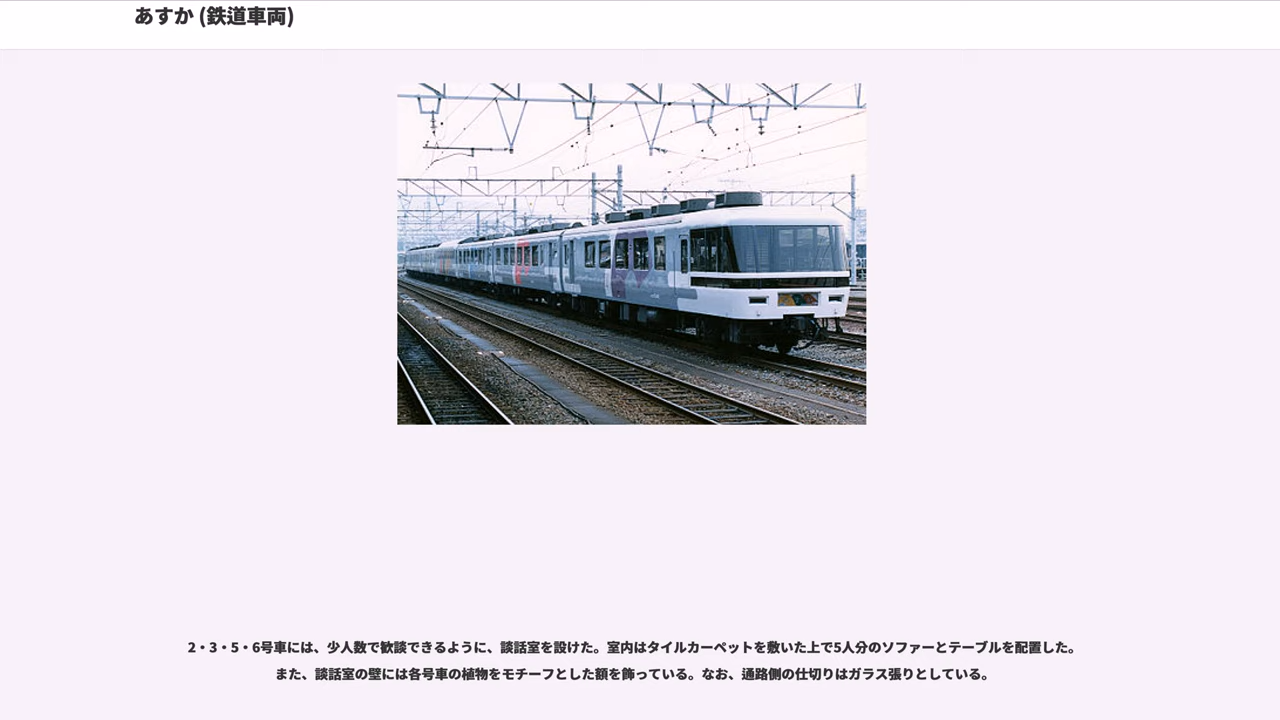 あすか (鉄道車両)
2・3・5・6号車には、少人数で歓談できるように、談話室を設けた。室内はタイルカーペットを敷いた上で5人分のソファーとテーブルを配置した。
また、談話室の壁には各号車の植物をモチーフとした額を飾っている。なお、通路側の仕切りはガラス張りとしている。